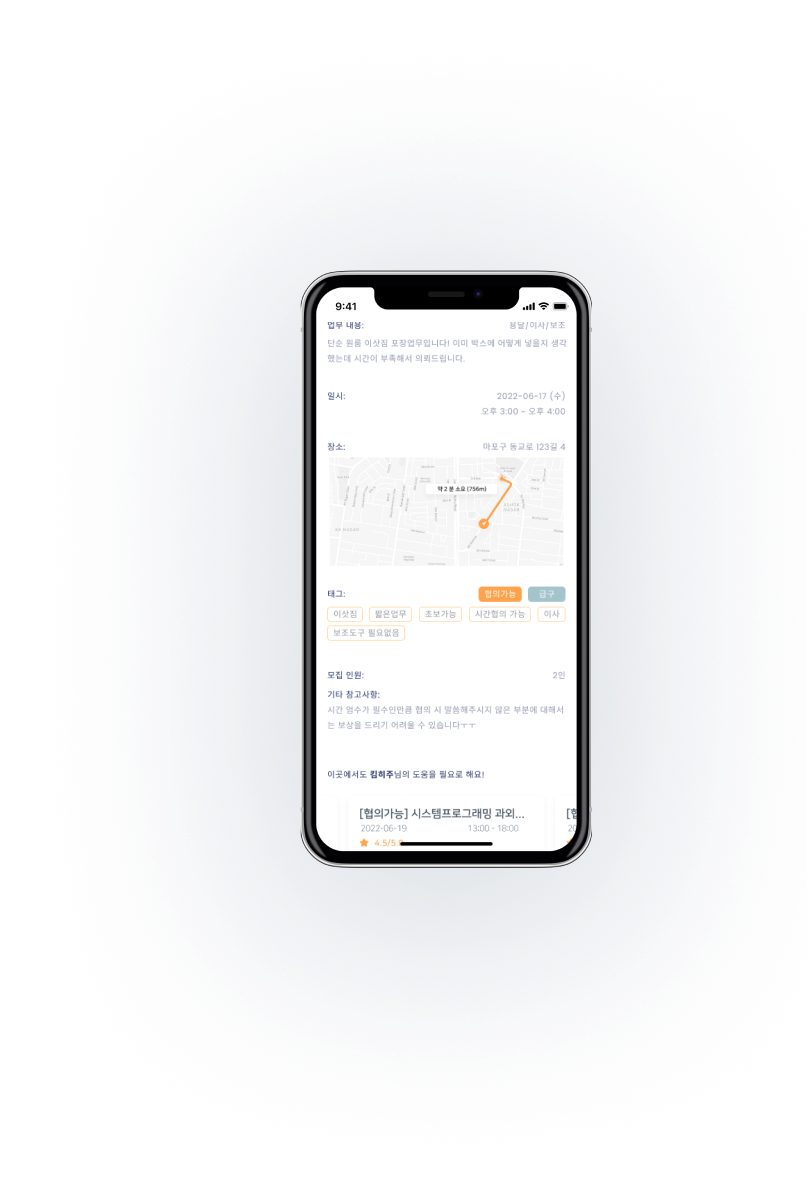 9:41
업무 내용:
용달/이사/보조
단순 원룸 이삿짐 포장업무입니다! 이미 박스에 어떻게 넣을지 생각
했는데 시간이 부족해서 의뢰드립니다.
일시:
2022-06-17 (수)
오후 3:00 ~ 오후 4:00
장소:
마포구 동교로 123길 4
약 2 분 소요 (756m)
태그:
협의가능
급구
이삿짐
짧은업무
초보가능
시간협의 가능
이사
보조도구 필요없음
모집 인원:
2인
기타 참고사항:
시간 엄수가 필수인만큼 협의 시 말씀해주시지 않은 부분에 대해서
는 보상을 드리기 어려울 수 있습니다ㅜㅜ
이곳에서도 킴히주님의 도움을 필요로 해요!
[협의가능] 시스템프로그래밍 과외...
2022-06-19
13:00 - 18:00
4.5/5